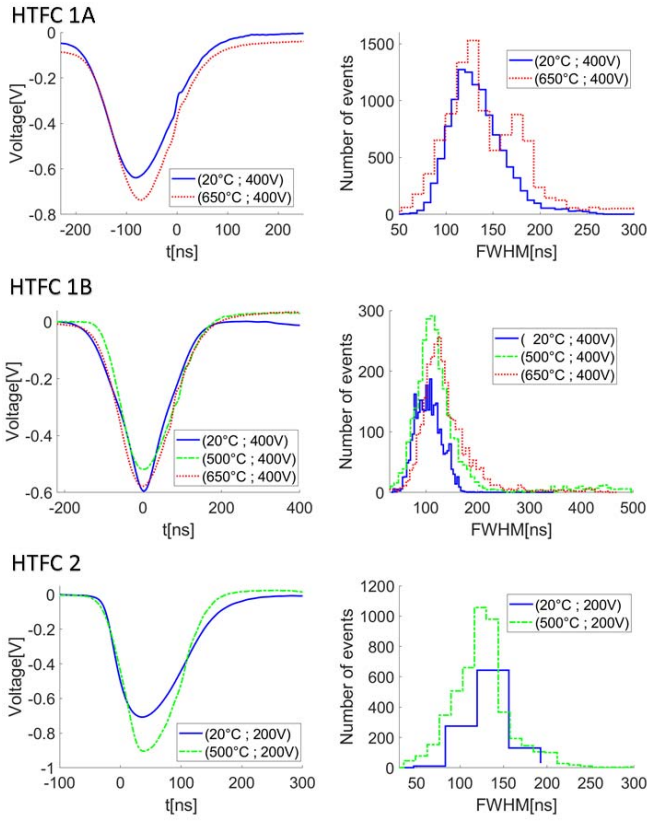 HTFC 1A
0
-0.2
-0.4
-0.6
-0.8
Voltage[V]
-200
-100
0
100
200
t[ns]
(20°C ; 400V)
(650°C ; 400V)
1500
1000
500
0
Number of events
50
100
150
200
250
300
FWHM[ns]
(20°C ; 400V)
(650°C ; 400V)
HTFC 1B
0
-0.2
-0.4
-0.6
Voltage[V]
-200
0
200
400
t[ns]
(20°C ; 400V)
(500°C ; 400V)
(650°C ; 400V)
300
200
100
0
Number of events
100
200
300
400
500
FWHM[ns]
( 20°C ; 400V)
(500°C ; 400V)
(650°C ; 400V)
HTFC 2
0
-0.2
-0.4
-0.6
-0.8
-1
Voltage[V]
-100
0
100
200
300
t[ns]
(20°C ; 200V)
(500°C ; 200V)
1200
1000
800
600
400
200
0
Number of events
50
100
150
200
250
300
FWHM[ns]
(20°C ; 200V)
(500°C ; 200V)